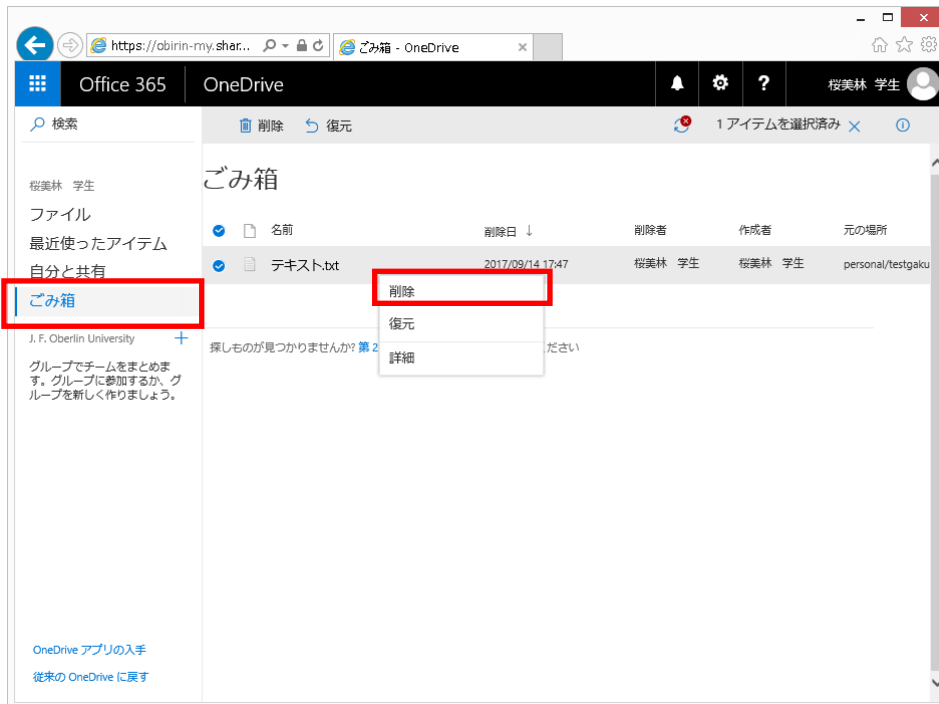 https://obirin-my.shar...
ごみ箱 - OneDrive
Office 365
OneDrive
?
桜美林 学生
検索
削除
復元
1 アイテムを選択済み
桜美林 学生
ファイル
最近使ったアイテム
自分と共有
ごみ箱
J. F. Oberlin University
グループでチームをまとめま
す。グループに参加するか、グ
ループを新しく作りましょう。
OneDrive アプリの入手
従来の OneDrive に戻す
ごみ箱
名前 削除日 ↓ 削除者 作成者 元の場所
テキスト.txt 2017/09/14 17:47 桜美林 学生 桜美林 学生 personal/testgaku
削除
復元
詳細
探しものが見つかりませんか? 第 2 ください